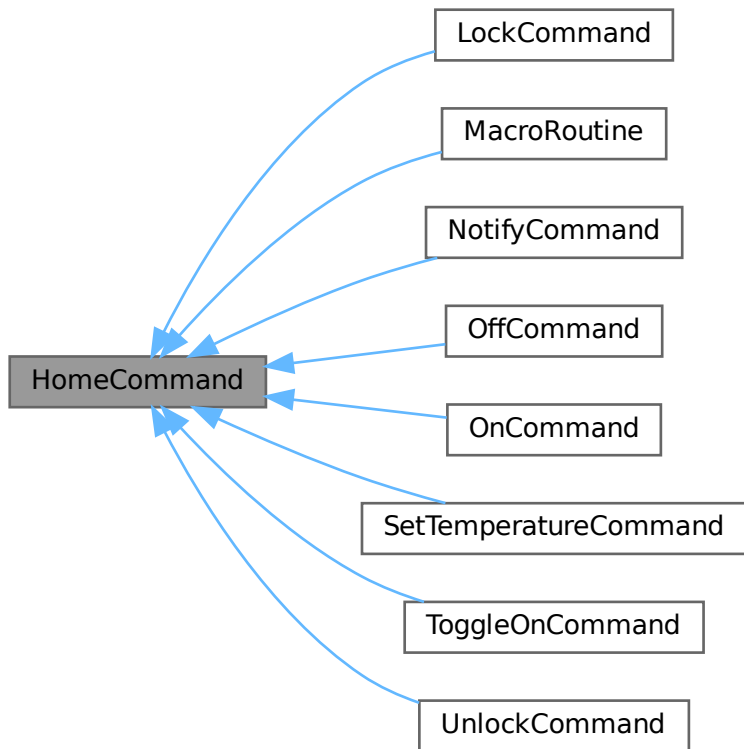 LockCommand
MacroRoutine
NotifyCommand
OffCommand
HomeCommand
OnCommand
SetTemperatureCommand
ToggleOnCommand
UnlockCommand